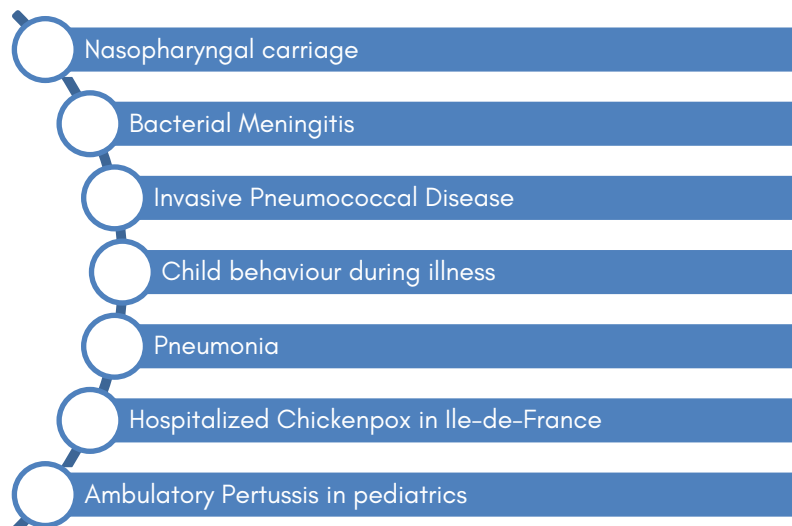 Nasopharyngal carriage
Bacterial Meningitis
Invasive Pneumococcal Disease
Child behaviour during illness
Pneumonia
Hospitalized Chickenpox in Ile-de-France
Ambulatory Pertussis in pediatrics